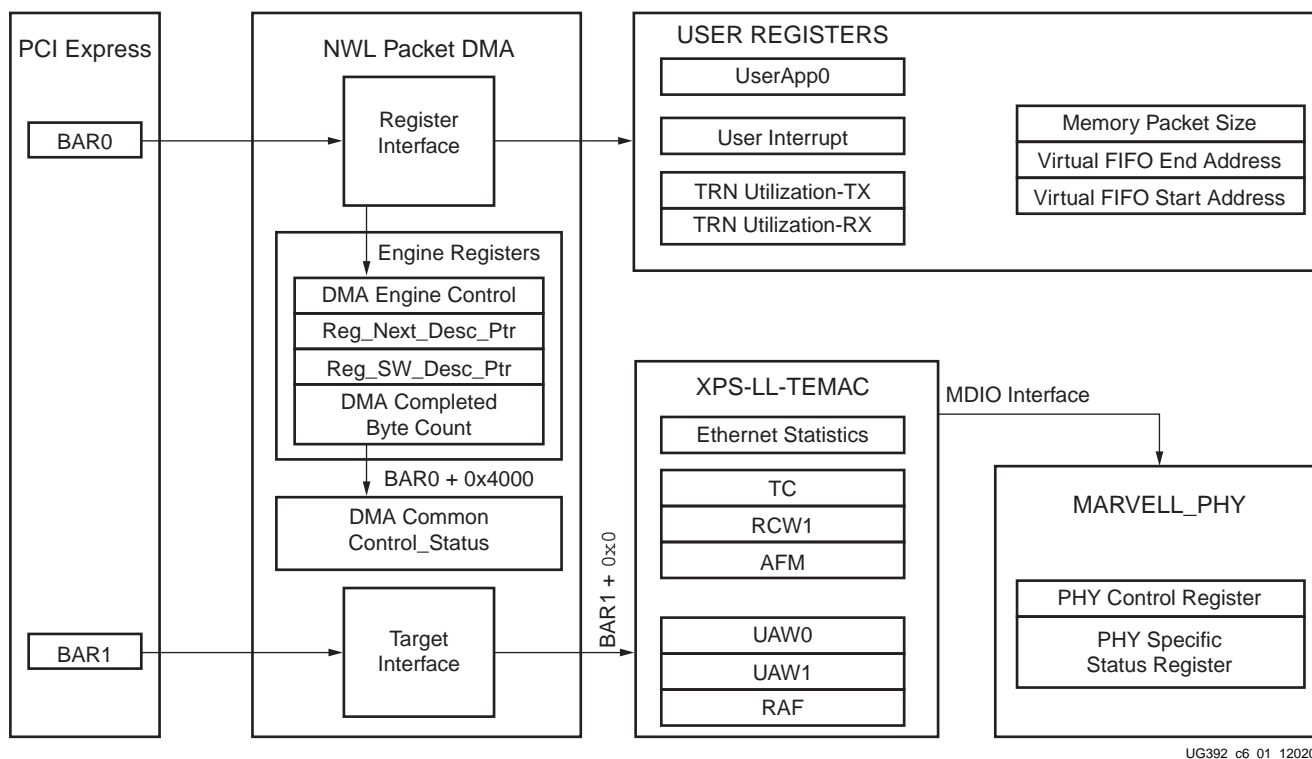 PCI Express
BAR0
BAR1
NWL Packet DMA
Register
Interface
Engine Registers
DMA Engine Control
Reg_Next_Desc_Ptr
Reg_SW_Desc_Ptr
DMA Completed
Byte Count
BAR0 + 0x4000
DMA Common
Control_Status
Target
Interface
BAR1 + 0x0
USER REGISTERS
UserApp0
User Interrupt
TRN Utilization-TX
TRN Utilization-RX
Memory Packet Size
Virtual FIFO End Address
Virtual FIFO Start Address
XPS-LL-TEMAC
Ethernet Statistics
TC
RCW1
AFM
UAW0
UAW1
RAF
MDIO Interface
MARVELL_PHY
PHY Control Register
PHY Specific
Status Register
UG392_c6_01_12020